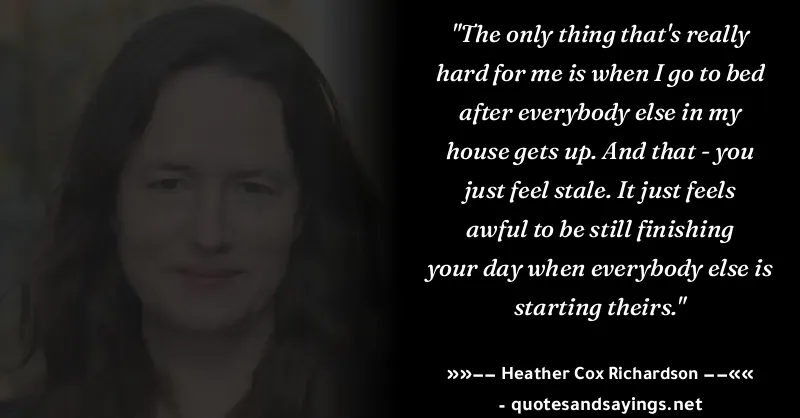 "The only thing that's really
hard for me is when I go to bed
after everybody else in my
house gets up. And that - you
just feel stale. It just feels
awful to be still finishing
your day when everybody else is
starting theirs."
»»–– Heather Cox Richardson ––««
- quotesandsayings.net